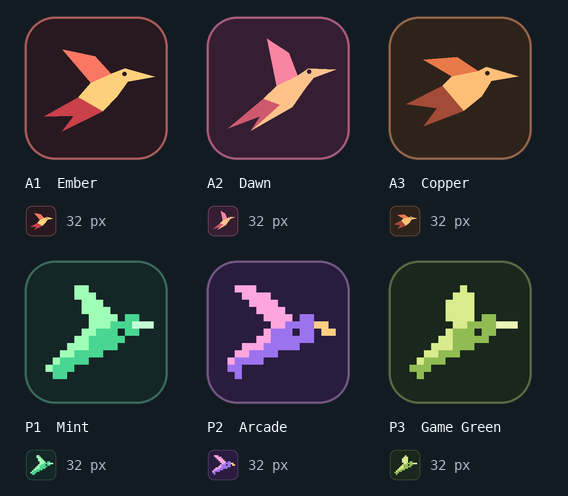 A1  Ember
A2  Dawn
A3  Copper
32 px
32 px
32 px
P1  Mint
P2  Arcade
P3  Game Green
32 px
32 px
32 px